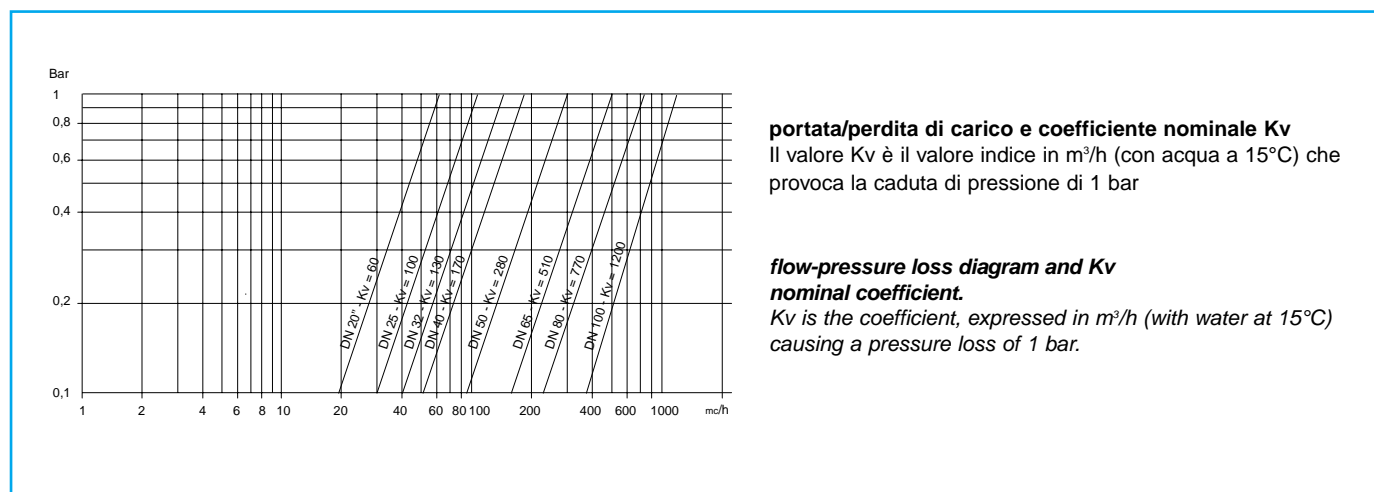 Bar
1
0,8
0,6
0,4
0,2
0,1
DN 20" - Kv = 60
DN 25 - Kv = 100
DN 32 - Kv = 130
DN 40 - Kv = 170
DN 50 - Kv = 280
DN 65 - Kv = 510
DN 80 - Kv = 770
DN 100 - Kv = 1200
1 2 4 6 8 10 20 40 60 80 100 200 400 600 1000 mc/h
portata/perdita di carico e coefficiente nominale Kv
Il valore Kv è il valore indice in m³/h (con acqua a 15°C) che
provoca la caduta di pressione di 1 bar
flow-pressure loss diagram and Kv
nominal coefficient.
Kv is the coefficient, expressed in m³/h (with water at 15°C)
causing a pressure loss of 1 bar.